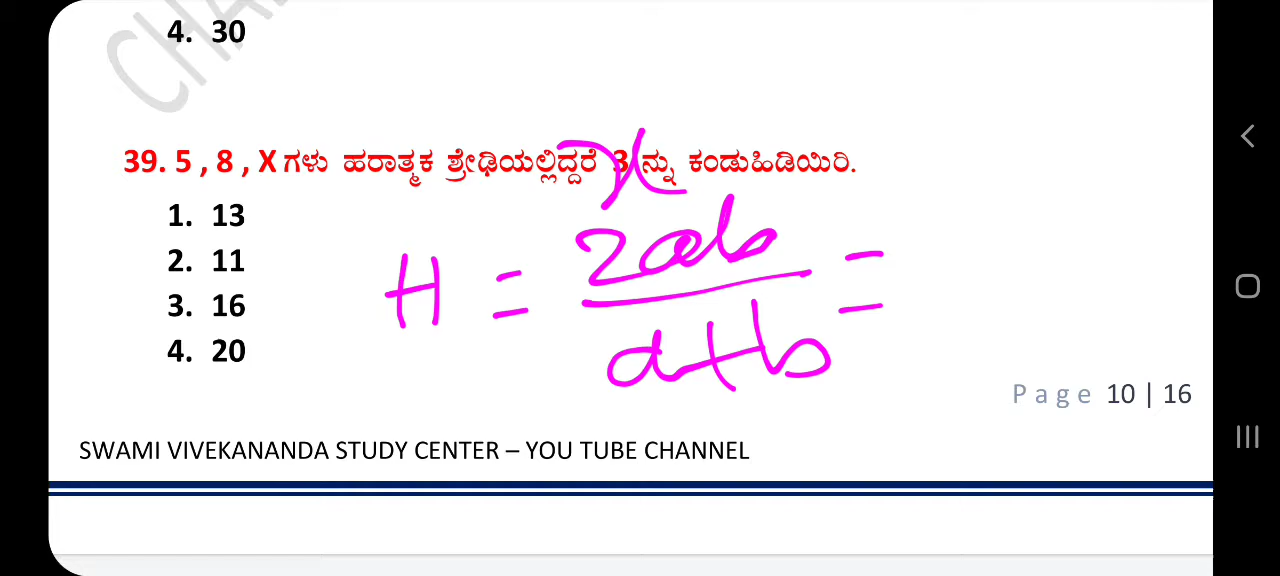 4. 30
39. 5 , 8 , X ಗಳು ಹರಾತ್ಮಕ ಶ್ರೇಢಿಯಲ್ಲಿದ್ದರೆ 3 ನ್ನು ಕಂಡುಹಿಡಿಯಿರಿ.
x
1. 13
2. 11
3. 16
4. 20
H = 2ab / a+b =
Page 10 | 16
SWAMI VIVEKANANDA STUDY CENTER – YOU TUBE CHANNEL